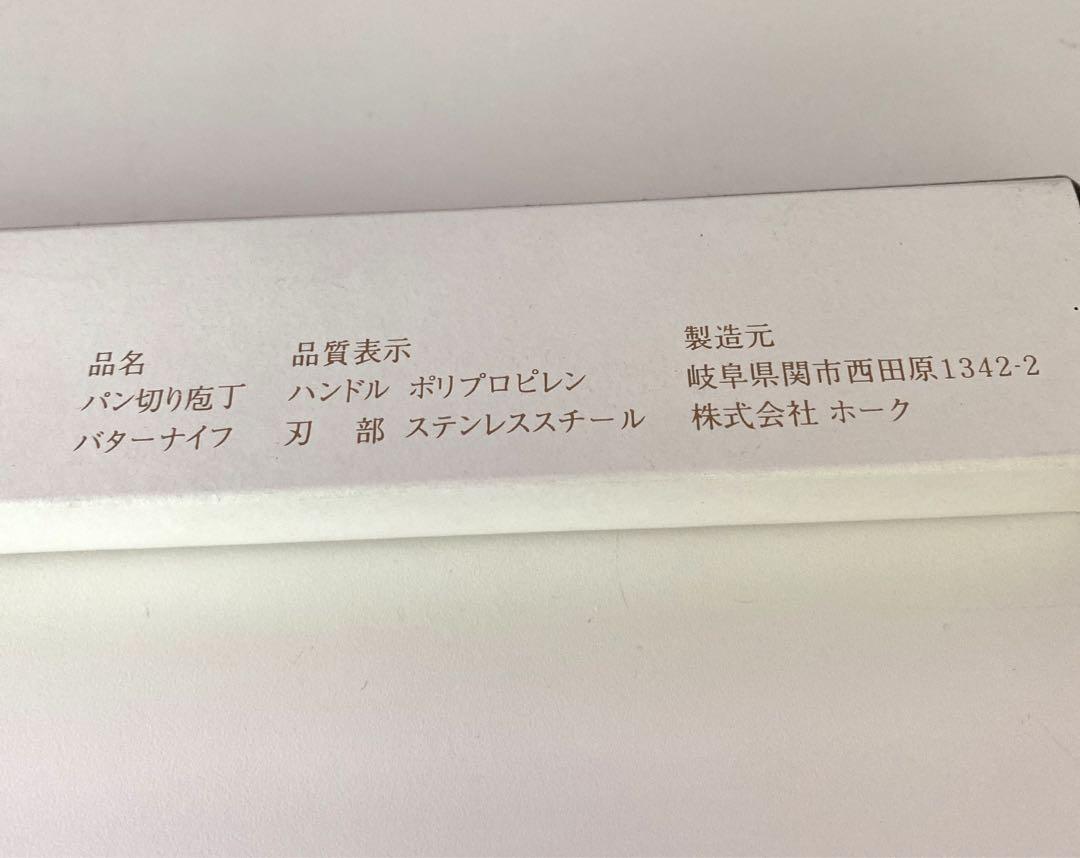 品名
パン切り庖丁
バターナイフ
品質表示
ハンドル ポリプロピレン
刃 部 ステンレススチール
製造元
岐阜県関市西田原1342-2
株式会社 ホーク